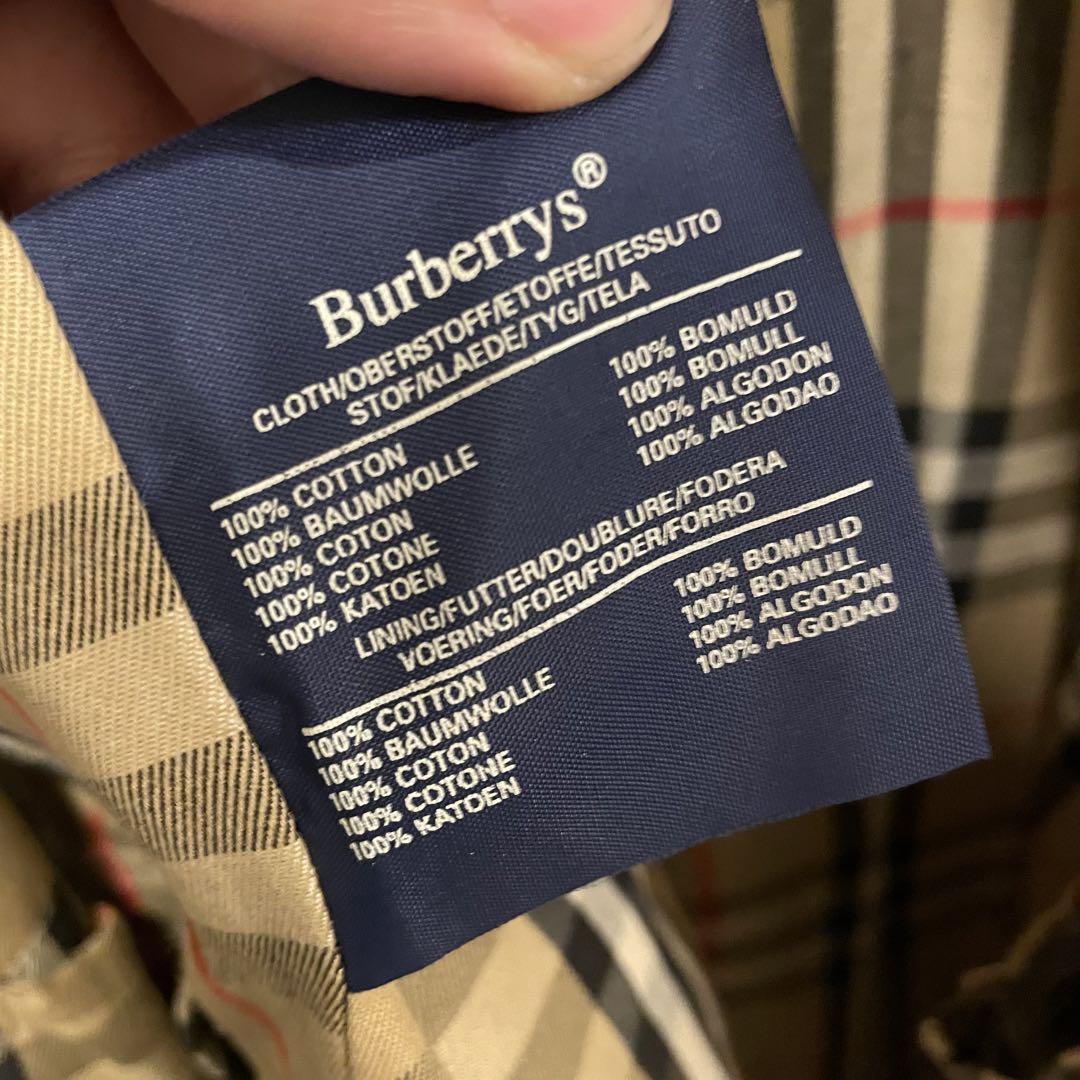 Burberrys®
CLOTH/OBERSTOFF/ETOFFE/TESSUTO
STOF/KLAEDE/TYG/TELA
100% COTTON
100% BAUMWOLLE
100% COTON
100% COTONE
100% KATOEN
100% BOMULD
100% BOMULL
100% ALGODON
100% ALGODAO
LINING/FUTTER/DOUBLURE/FODERA
VOERING/FOER/FODER/FORRO
100% COTTON
100% BAUMWOLLE
100% COTON
100% COTONE
100% KATOEN
100% BOMULD
100% BOMULL
100% ALGODON
100% ALGODAO